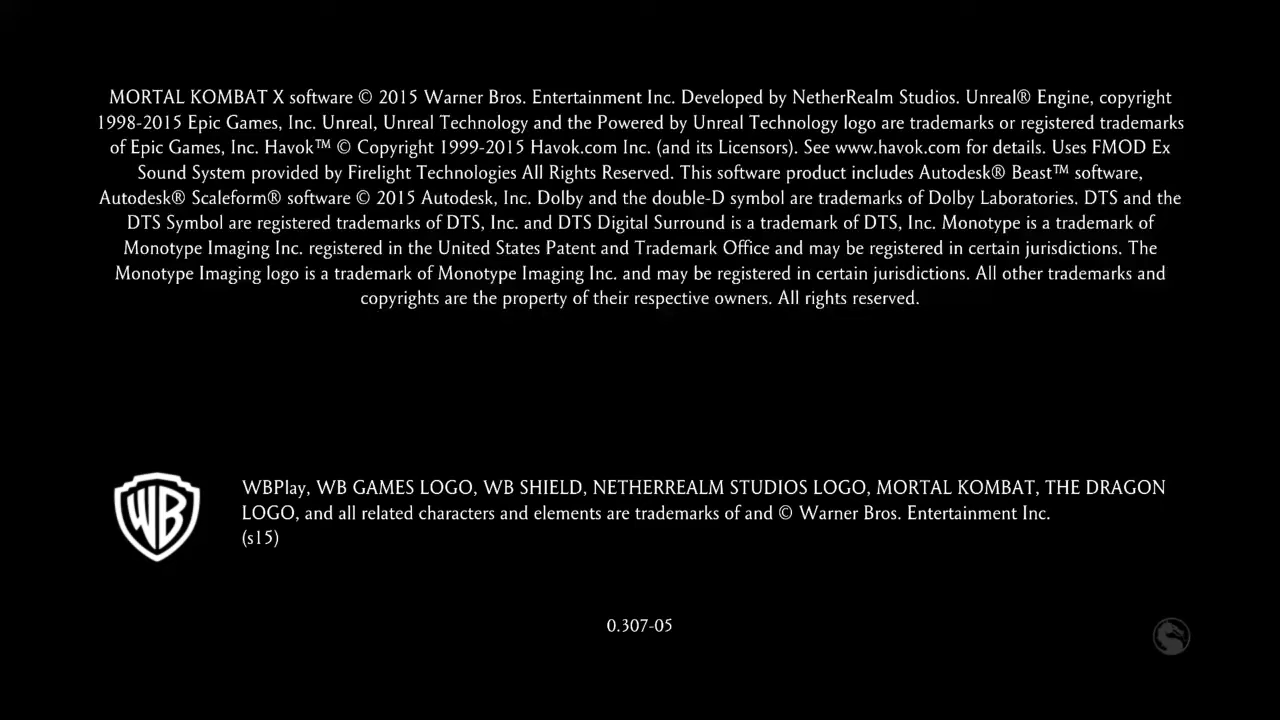 MORTAL KOMBAT X software © 2015 Warner Bros. Entertainment Inc. Developed by NetherRealm Studios. Unreal® Engine, copyright
1998-2015 Epic Games, Inc. Unreal, Unreal Technology and the Powered by Unreal Technology logo are trademarks or registered trademarks
of Epic Games, Inc. Havok™ © Copyright 1999-2015 Havok.com Inc. (and its Licensors). See www.havok.com for details. Uses FMOD Ex
Sound System provided by Firelight Technologies All Rights Reserved. This software product includes Autodesk® Beast™ software,
Autodesk® Scaleform® software © 2015 Autodesk, Inc. Dolby and the double-D symbol are trademarks of Dolby Laboratories. DTS and the
DTS Symbol are registered trademarks of DTS, Inc. and DTS Digital Surround is a trademark of DTS, Inc. Monotype is a trademark of
Monotype Imaging Inc. registered in the United States Patent and Trademark Office and may be registered in certain jurisdictions. The
Monotype Imaging logo is a trademark of Monotype Imaging Inc. and may be registered in certain jurisdictions. All other trademarks and
copyrights are the property of their respective owners. All rights reserved.
WB
WBPlay, WB GAMES LOGO, WB SHIELD, NETHERREALM STUDIOS LOGO, MORTAL KOMBAT, THE DRAGON
LOGO, and all related characters and elements are trademarks of and © Warner Bros. Entertainment Inc.
(s15)
0.307-05